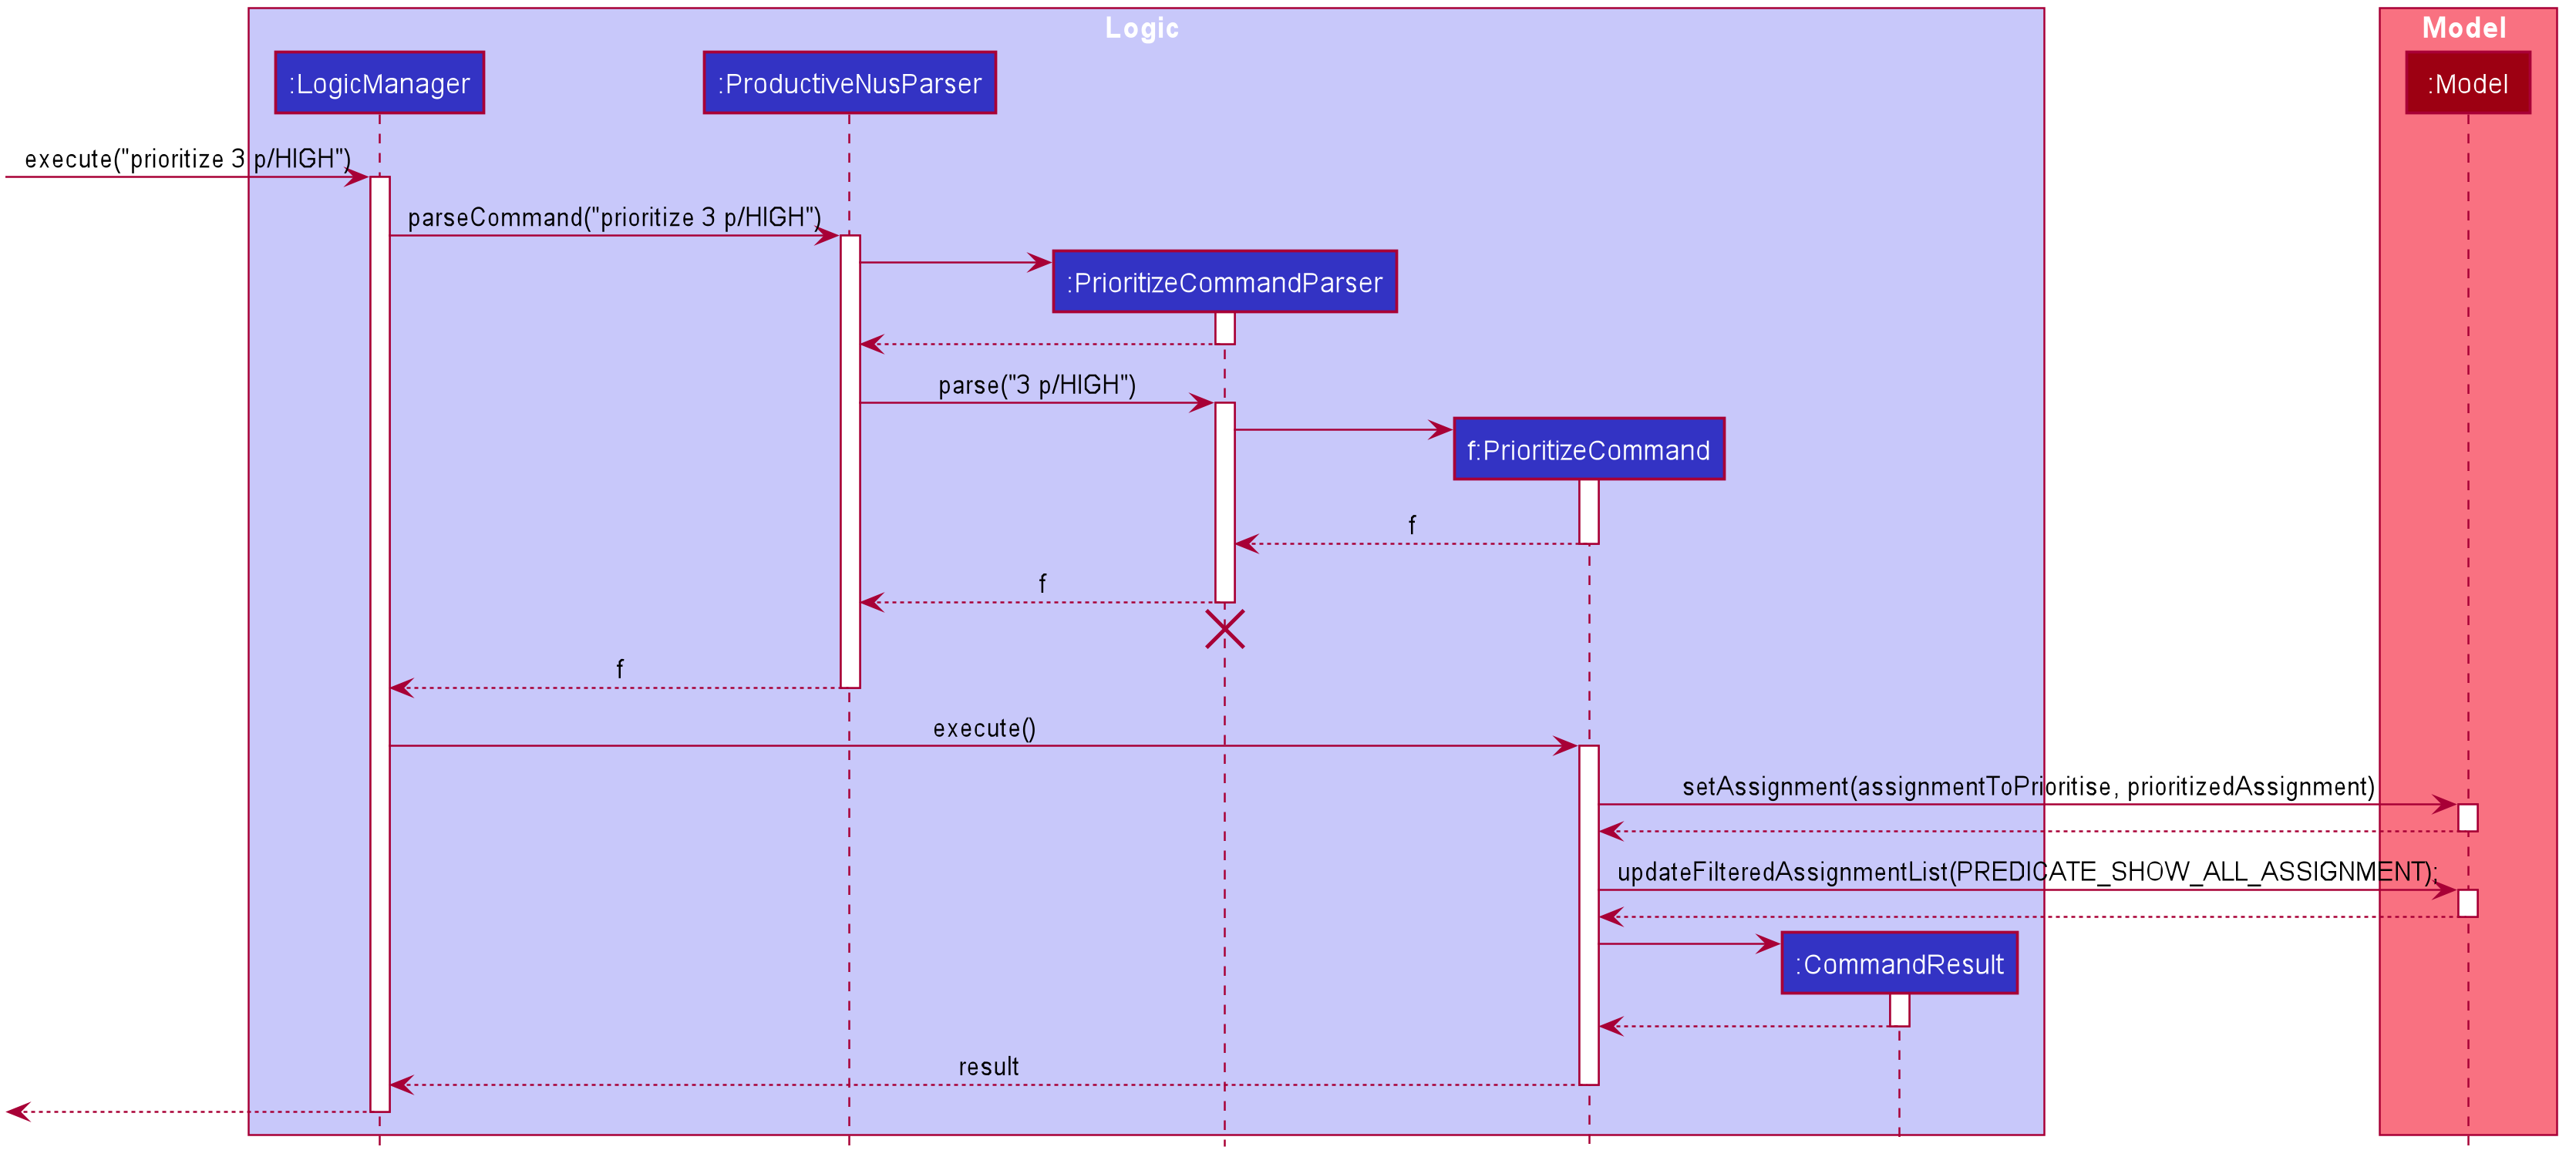 Logic
Model
:LogicManager
:ProductiveNusParser
:Model
execute("prioritize 3 p/HIGH")
parseCommand("prioritize 3 p/HIGH")
:PrioritizeCommandParser
parse("3 p/HIGH")
f:PrioritizeCommand
f
f
f
execute()
setAssignment(assignmentToPrioritise, prioritizedAssignment)
updateFilteredAssignmentList(PREDICATE_SHOW_ALL_ASSIGNMENT);
:CommandResult
result